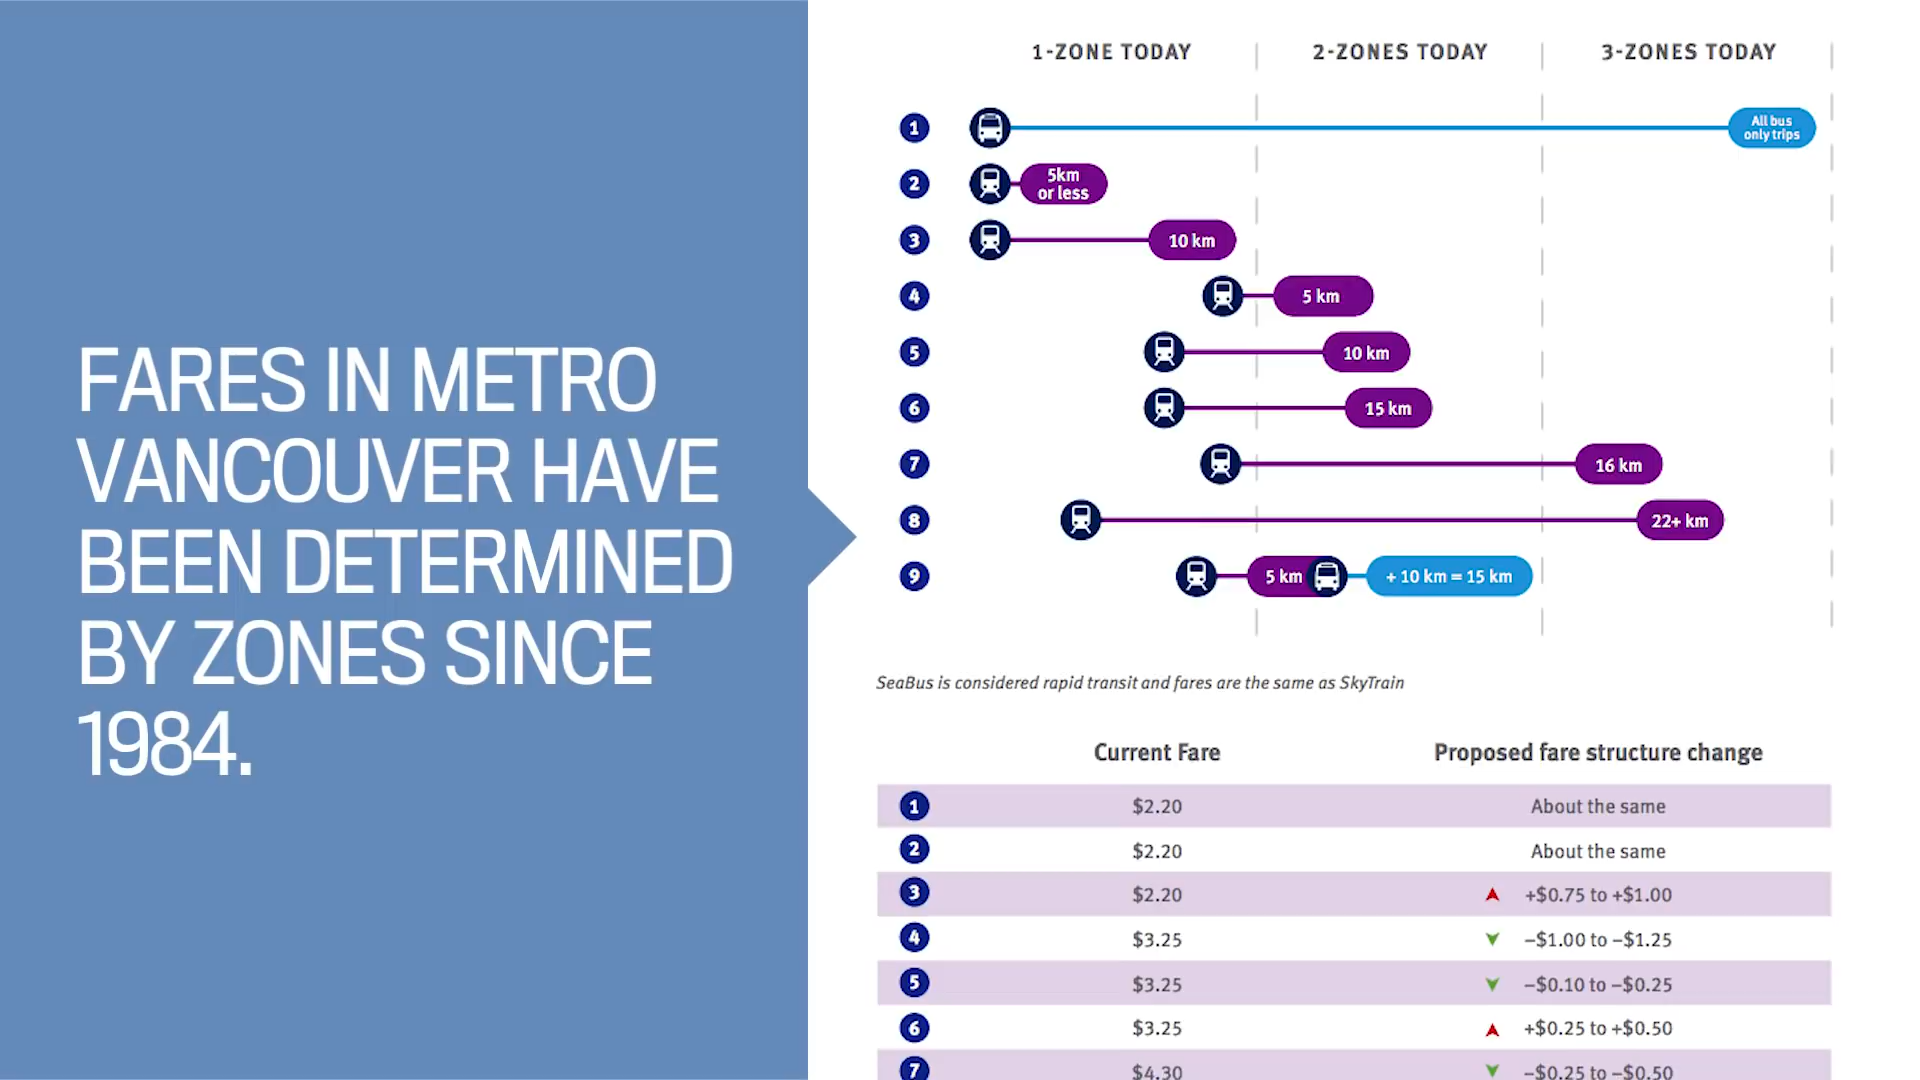 FARES IN METRO
VANCOUVER HAVE
BEEN DETERMINED
BY ZONES SINCE
1984.
1-ZONE TODAY 2-ZONES TODAY 3-ZONES TODAY
1 All bus
only trips
2 5km
or less
3 10 km
4 5 km
5 10 km
6 15 km
7 16 km
8 22+ km
9 5 km + 10 km = 15 km
SeaBus is considered rapid transit and fares are the same as SkyTrain
Current Fare Proposed fare structure change
1 $2.20 About the same
2 $2.20 About the same
3 $2.20 +$0.75 to +$1.00
4 $3.25 –$1.00 to –$1.25
5 $3.25 –$0.10 to –$0.25
6 $3.25 +$0.25 to +$0.50
7 $4.30 –$0.25 to –$0.50